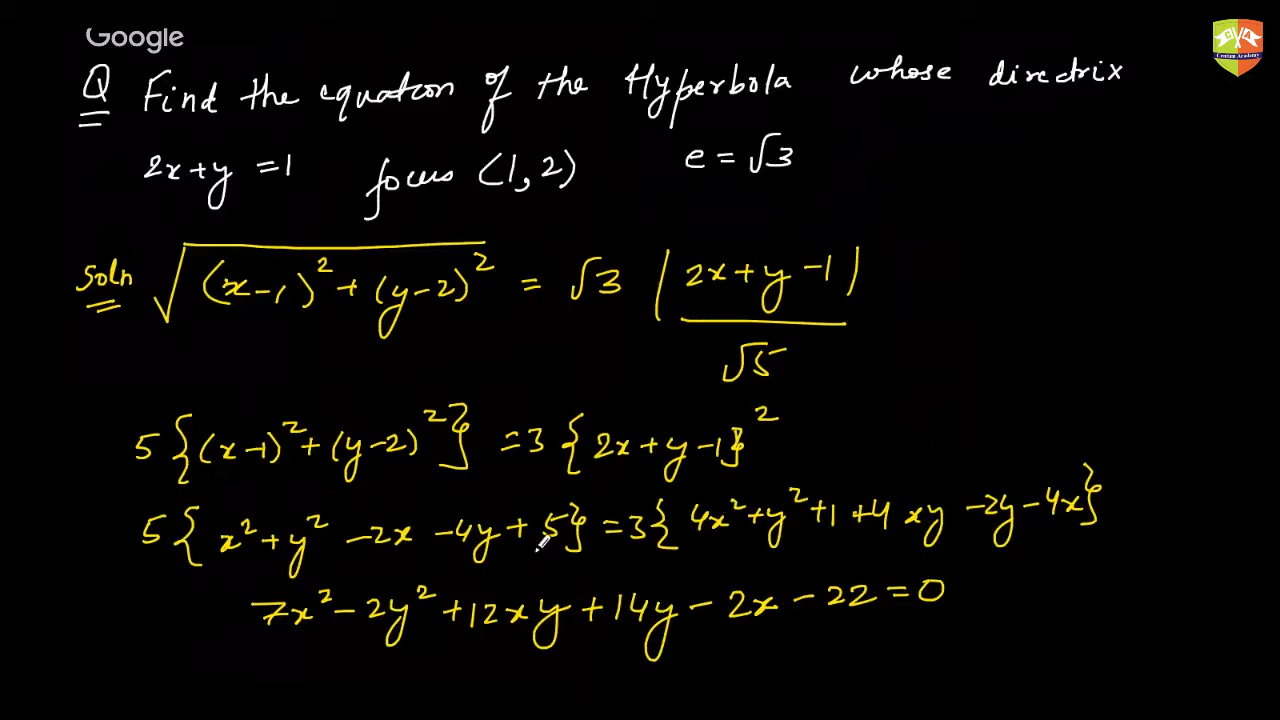 Google
Q Find the equation of the Hyperbola whose directrix
2x+y =1 focus (1, 2) e = √3
Soln √((x-1)² + (y-2)²) = √3 |2x+y-1| / √5
5{(x-1)² + (y-2)²} = 3{2x+y-1}²
5{x² + y² - 2x - 4y + 5} = 3{4x² + y² + 1 + 4xy - 2y - 4x}
7x² - 2y² + 12xy + 14y - 2x - 22 = 0